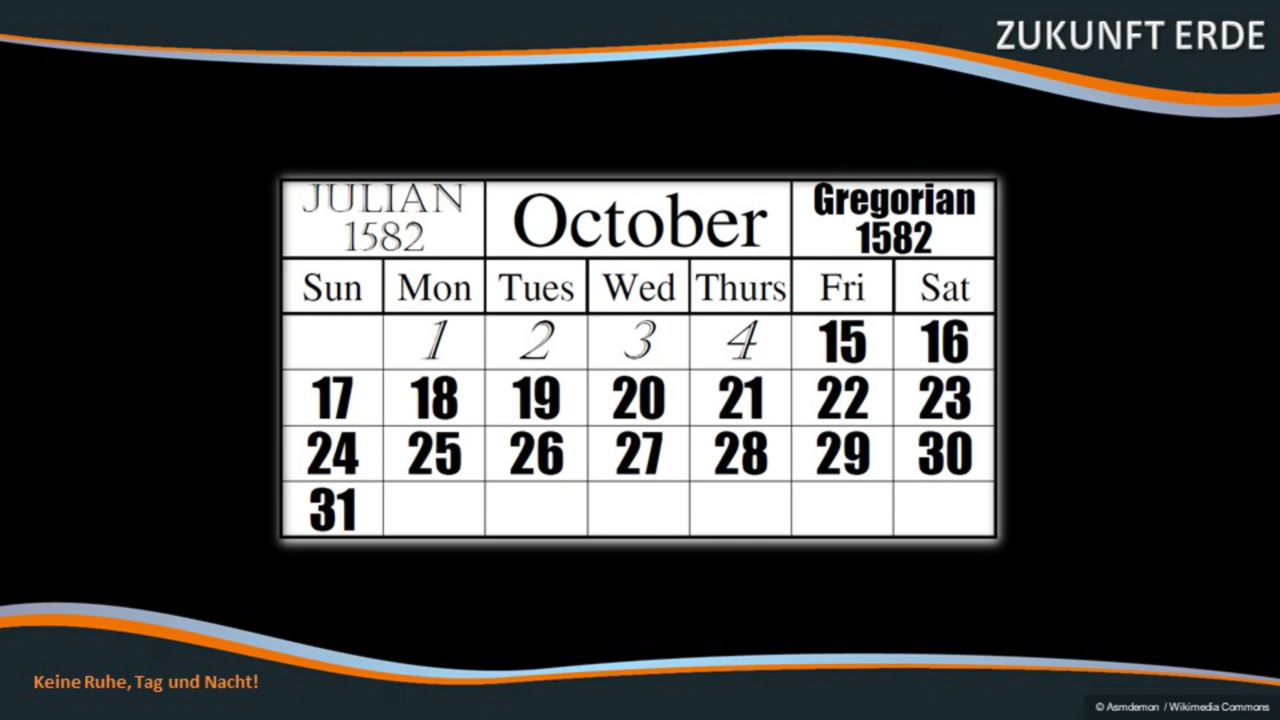 ZUKUNFT ERDE
JULIAN 1582
October
Gregorian 1582
Sun Mon Tues Wed Thurs Fri Sat
1 2 3 4 15 16
17 18 19 20 21 22 23
24 25 26 27 28 29 30
31
Keine Ruhe, Tag und Nacht!
© Asmdemon / Wikimedia Commons